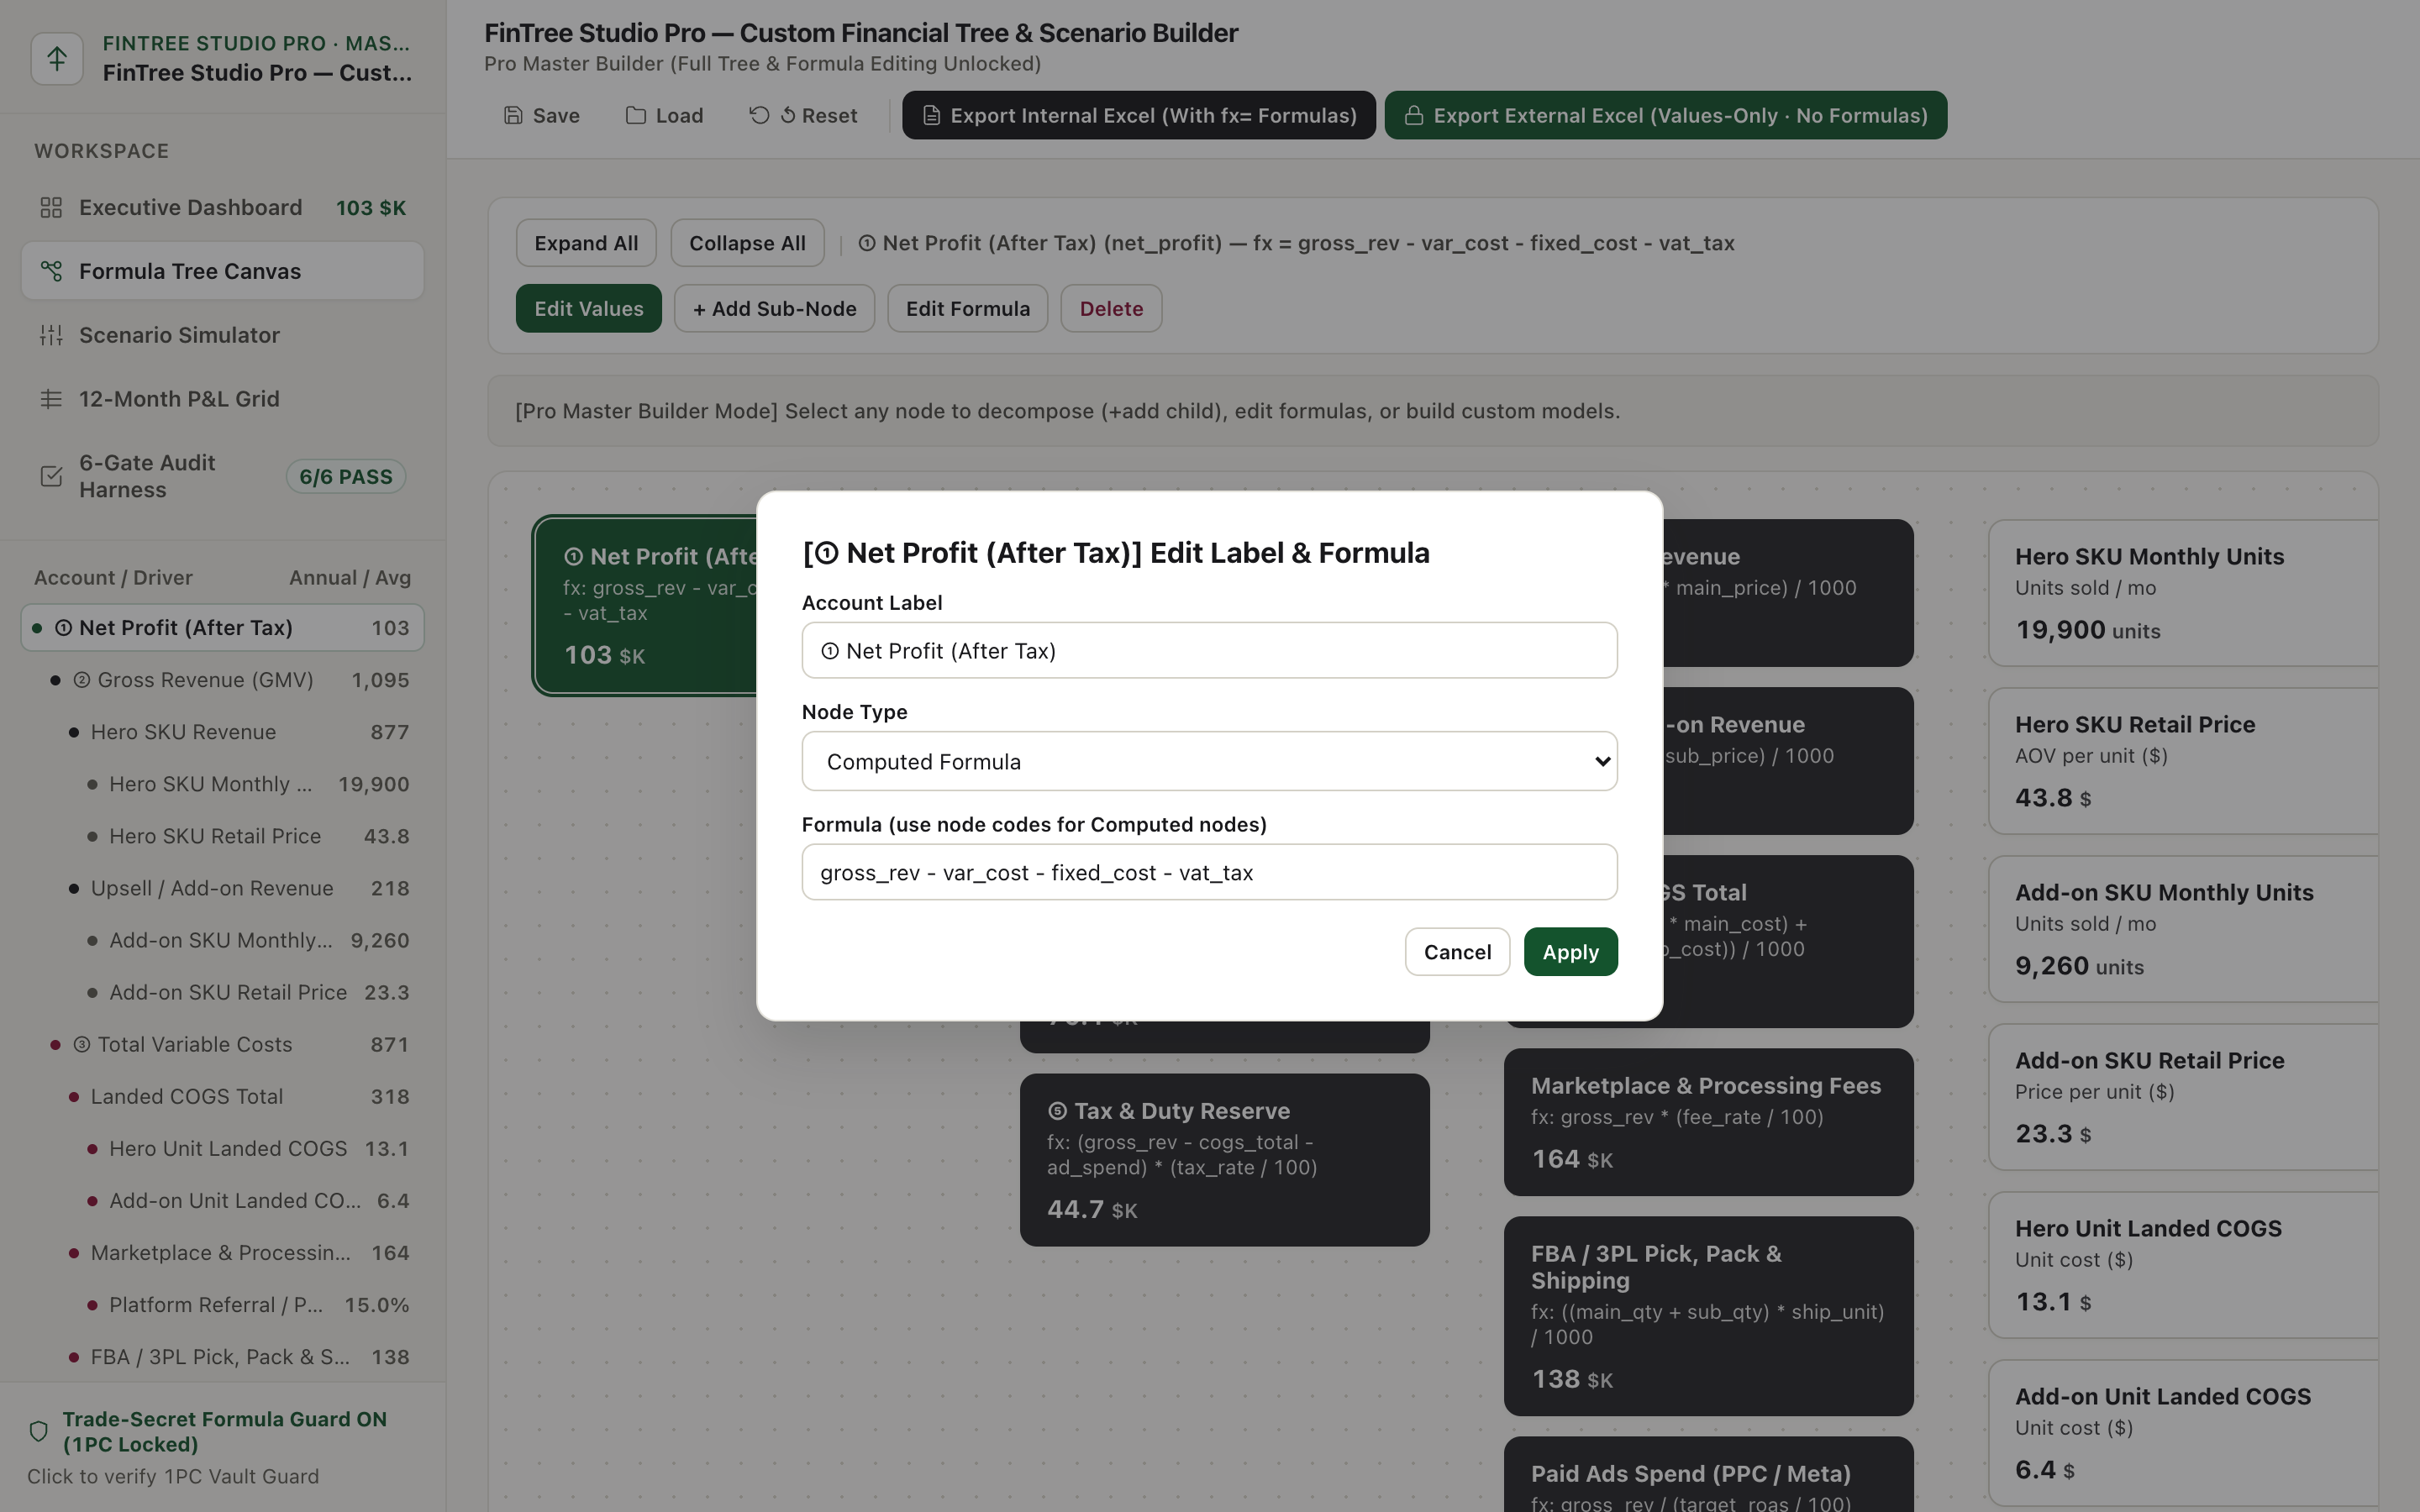 FINTREE STUDIO PRO · MAS...
FinTree Studio Pro — Cust...
WORKSPACE
Executive Dashboard 103 $K
Formula Tree Canvas
Scenario Simulator
12-Month P&L Grid
6-Gate Audit
Harness
6/6 PASS
Account / Driver Annual / Avg
① Net Profit (After Tax) 103
② Gross Revenue (GMV) 1,095
Hero SKU Revenue 877
Hero SKU Monthly ... 19,900
Hero SKU Retail Price 43.8
Upsell / Add-on Revenue 218
Add-on SKU Monthly... 9,260
Add-on SKU Retail Price 23.3
③ Total Variable Costs 871
Landed COGS Total 318
Hero Unit Landed COGS 13.1
Add-on Unit Landed CO... 6.4
Marketplace & Processin... 164
Platform Referral / P... 15.0%
FBA / 3PL Pick, Pack & S... 138
Trade-Secret Formula Guard ON
(1PC Locked)
Click to verify 1PC Vault Guard
FinTree Studio Pro — Custom Financial Tree & Scenario Builder
Pro Master Builder (Full Tree & Formula Editing Unlocked)
Save Load ↺ Reset Export Internal Excel (With fx= Formulas) Export External Excel (Values-Only · No Formulas)
Expand All Collapse All | ① Net Profit (After Tax) (net_profit) — fx = gross_rev - var_cost - fixed_cost - vat_tax
Edit Values + Add Sub-Node Edit Formula Delete
[Pro Master Builder Mode] Select any node to decompose (+add child), edit formulas, or build custom models.
① Net Profit (Afte
fx: gross_rev - var_c
- vat_tax
103 $K
[① Net Profit (After Tax)] Edit Label & Formula
Account Label
① Net Profit (After Tax)
Node Type
Computed Formula
Formula (use node codes for Computed nodes)
gross_rev - var_cost - fixed_cost - vat_tax
Cancel Apply
⑤ Tax & Duty Reserve
fx: (gross_rev - cogs_total -
ad_spend) * (tax_rate / 100)
44.7 $K
evenue
* main_price) / 1000
-on Revenue
sub_price) / 1000
GS Total
* main_cost) +
_cost)) / 1000
Marketplace & Processing Fees
fx: gross_rev * (fee_rate / 100)
164 $K
FBA / 3PL Pick, Pack &
Shipping
fx: ((main_qty + sub_qty) * ship_unit)
/ 1000
138 $K
Paid Ads Spend (PPC / Meta)
fx: gross_rev / (target_roas / 100)
Hero SKU Monthly Units
Units sold / mo
19,900 units
Hero SKU Retail Price
AOV per unit ($)
43.8 $
Add-on SKU Monthly Units
Units sold / mo
9,260 units
Add-on SKU Retail Price
Price per unit ($)
23.3 $
Hero Unit Landed COGS
Unit cost ($)
13.1 $
Add-on Unit Landed COGS
Unit cost ($)
6.4 $